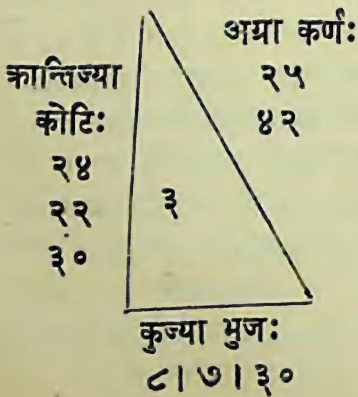 क्रान्तिज्या
कोटिः
२४
२२
३०
अग्रा कर्णः
२५
४२
३
कुज्या भुजः
८। ७। ३०